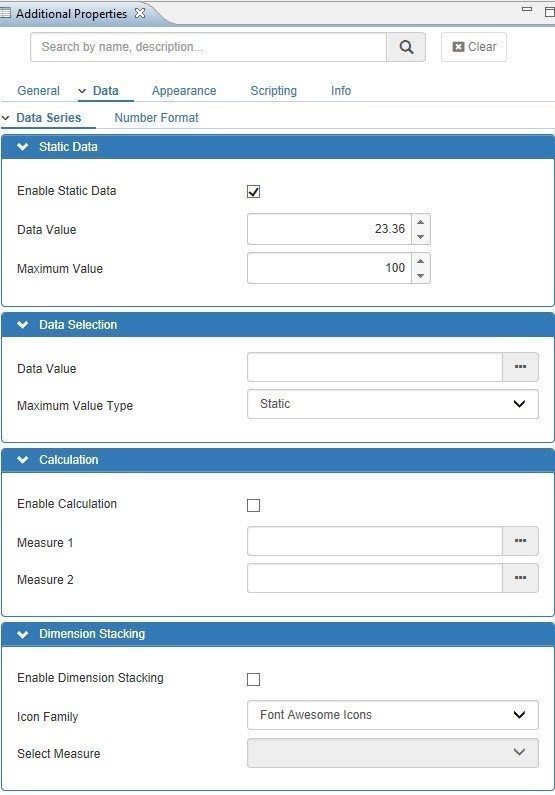 Additional Properties
Search by name, description...
Clear
General Data Appearance Scripting Info
Data Series Number Format
Static Data
Enable Static Data
Data Value 23.36
Maximum Value 100
Data Selection
Data Value ...
Maximum Value Type Static
Calculation
Enable Calculation
Measure 1 ...
Measure 2 ...
Dimension Stacking
Enable Dimension Stacking
Icon Family Font Awesome Icons
Select Measure